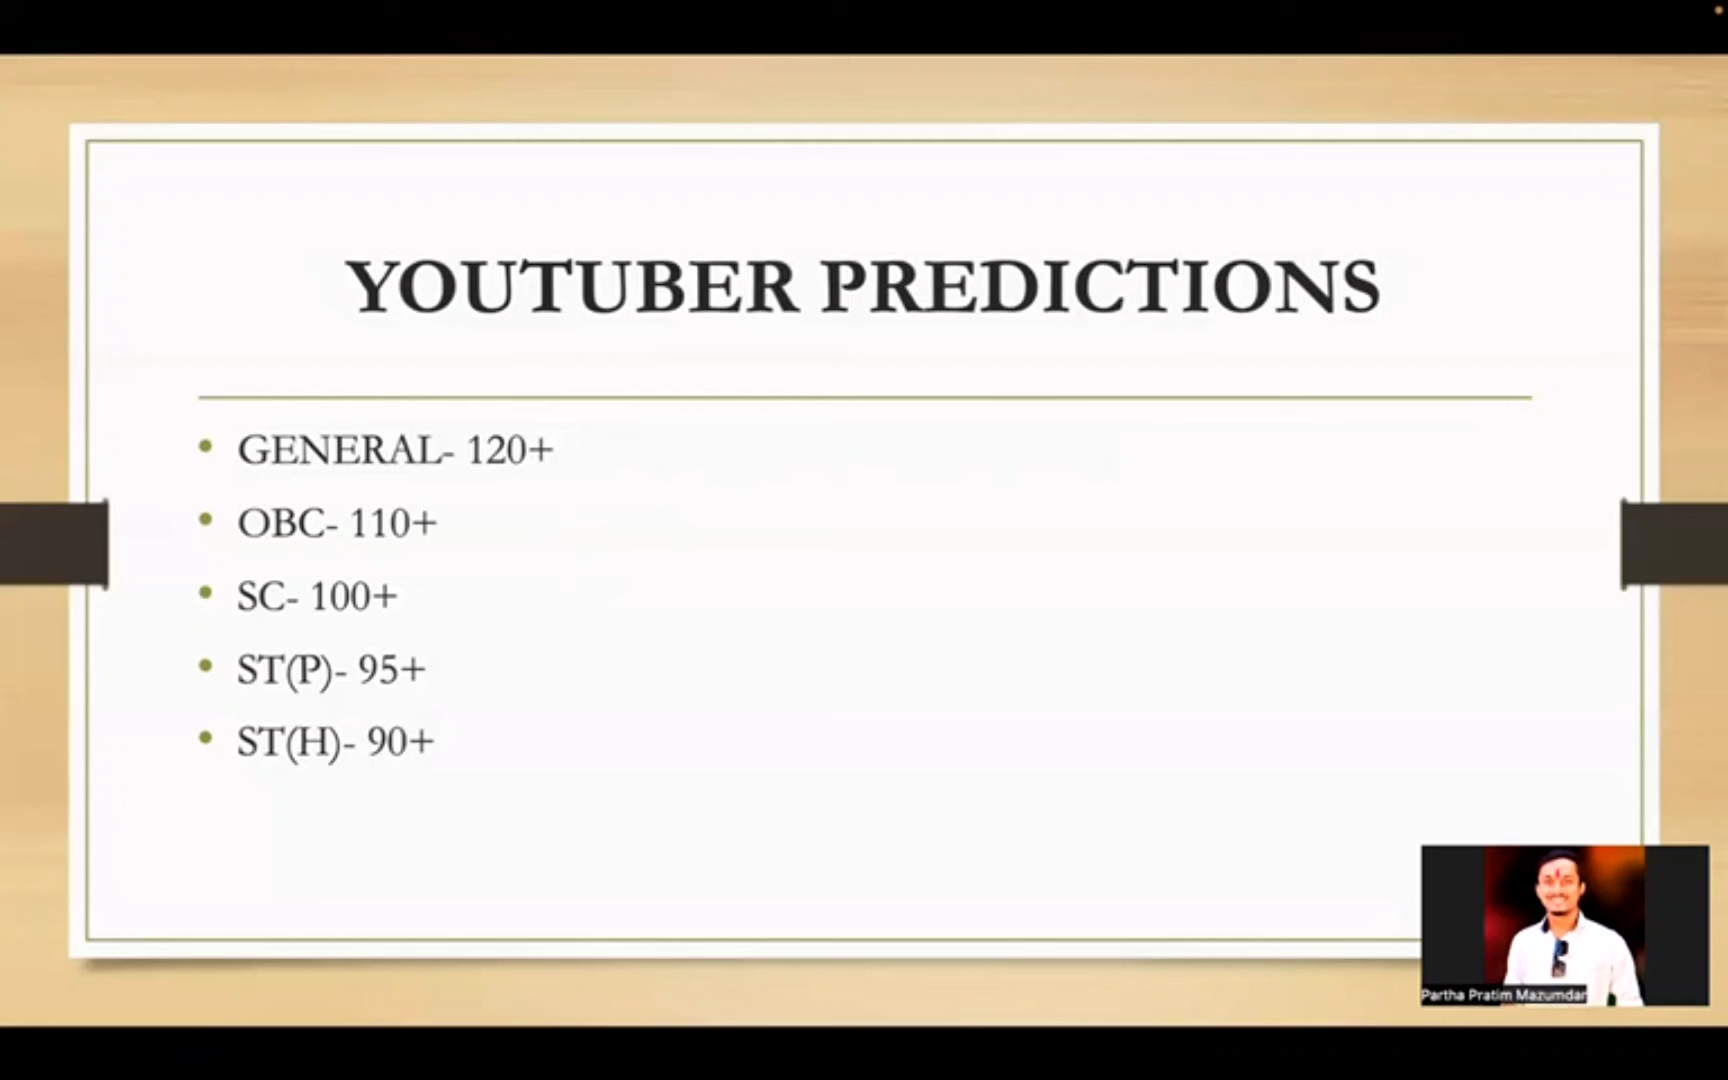 YOUTUBER PREDICTIONS
• GENERAL- 120+
• OBC- 110+
• SC- 100+
• ST(P)- 95+
• ST(H)- 90+
Partha Pratim Mazumdar